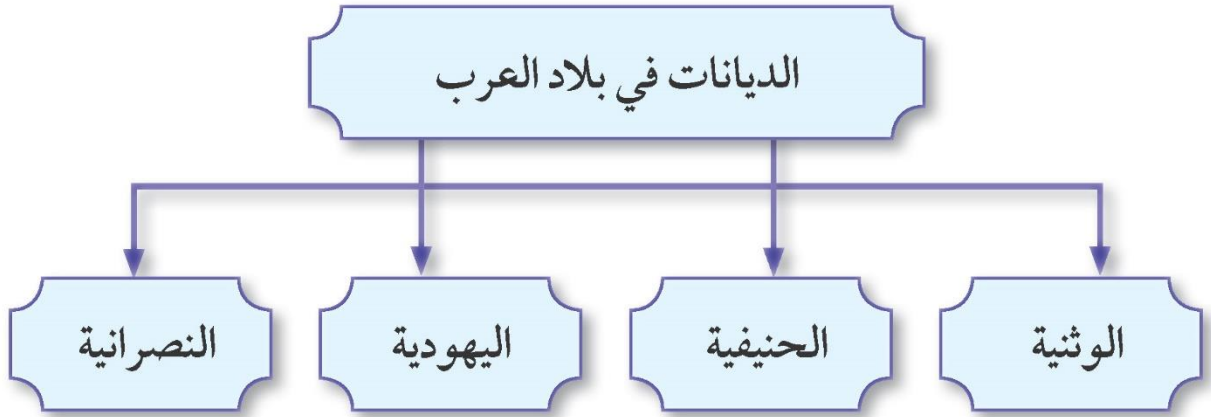 الديانات في بلاد العرب
الوثنية
الحنيفية
اليهودية
النصرانية